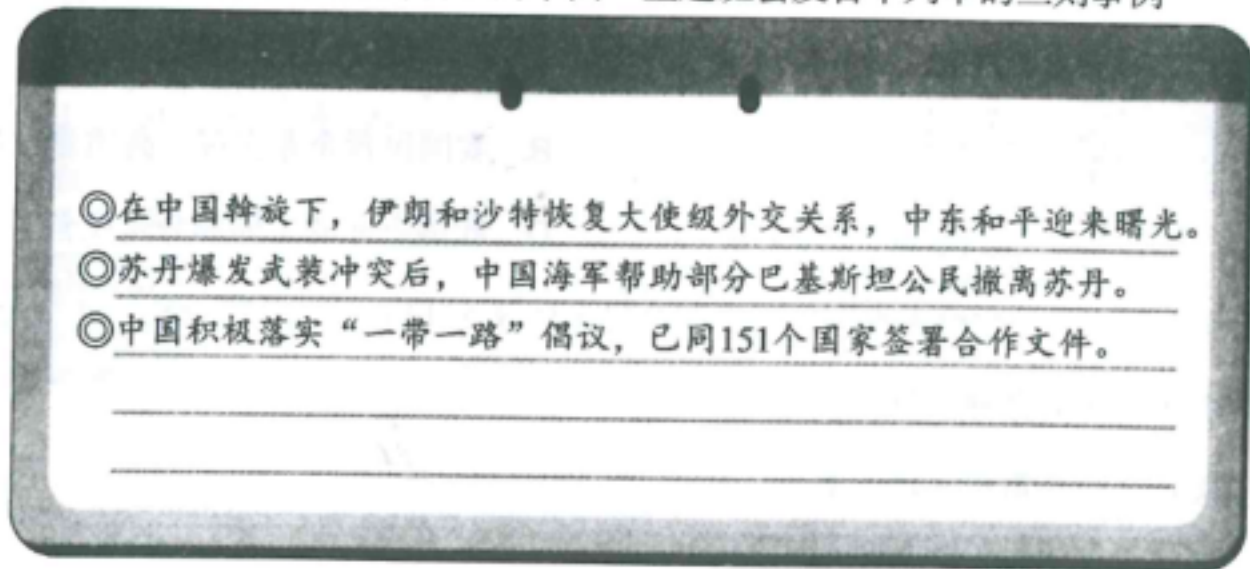 ◎在中国斡旋下，伊朗和沙特恢复大使级外交关系，中东和平迎来曙光。
◎苏丹爆发武装冲突后，中国海军帮助部分巴基斯坦公民撤离苏丹。
◎中国积极落实“一带一路”倡议，已同151个国家签署合作文件。